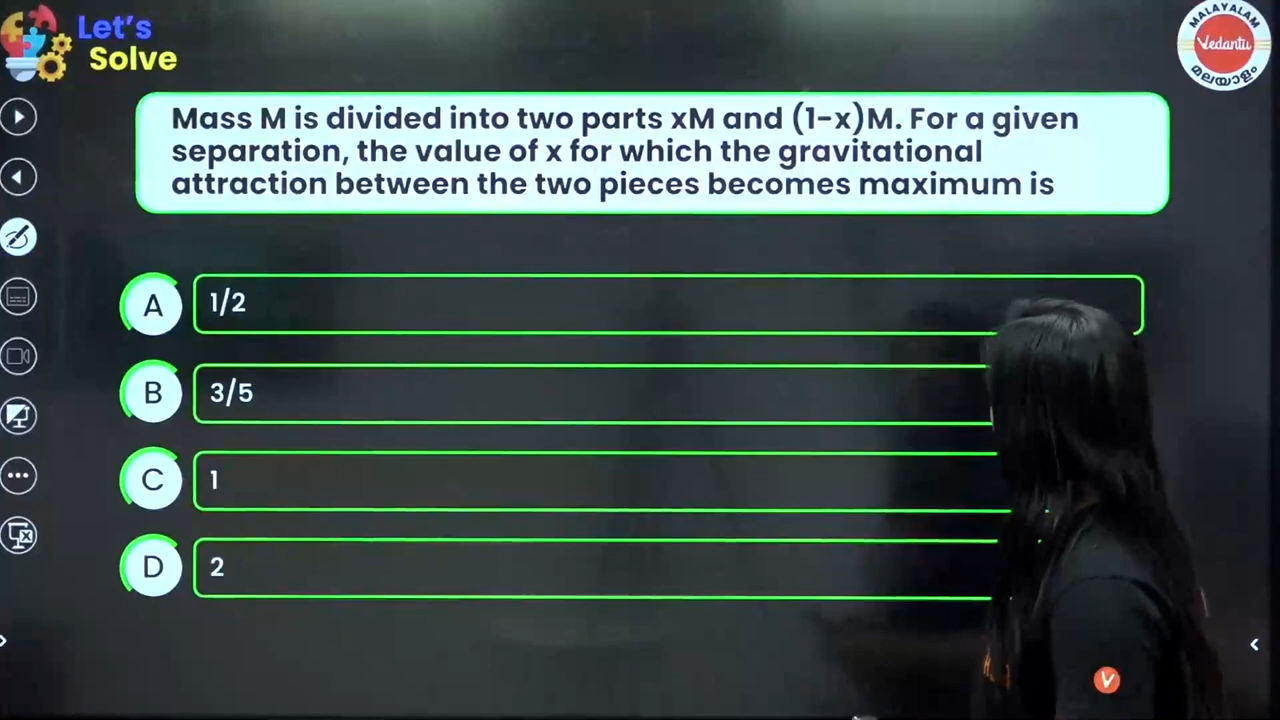 Let's
Solve
MALAYALAM
Vedantu
മലയാളം
Mass M is divided into two parts xM and (1-x)M. For a given
separation, the value of x for which the gravitational
attraction between the two pieces becomes maximum is
A 1/2
B 3/5
C 1
D 2
V